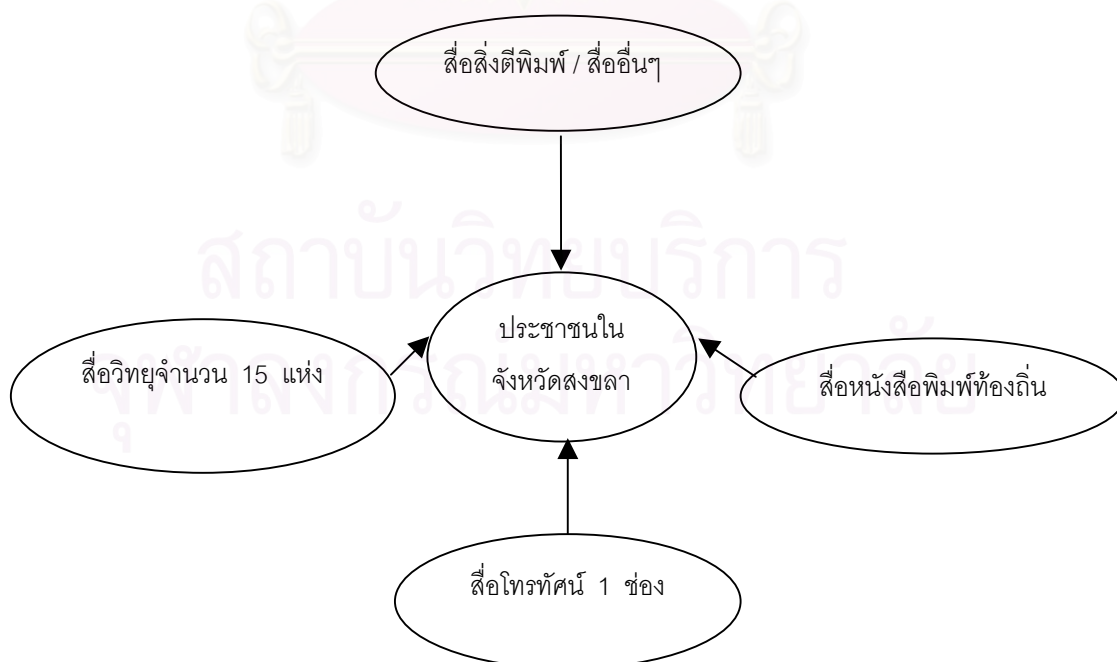 สื่อสิ่งตีพิมพ์ / สื่ออื่นๆ
สถาบันวิทยบริการ
ประชาชนใน
จังหวัดสงขลา
สื่อวิทยุจำนวน 15 แห่ง
สื่อหนังสือพิมพ์ท้องถิ่น
จุฬาลงกรณ์มหาวิทยาลัย
สื่อโทรทัศน์ 1 ช่อง